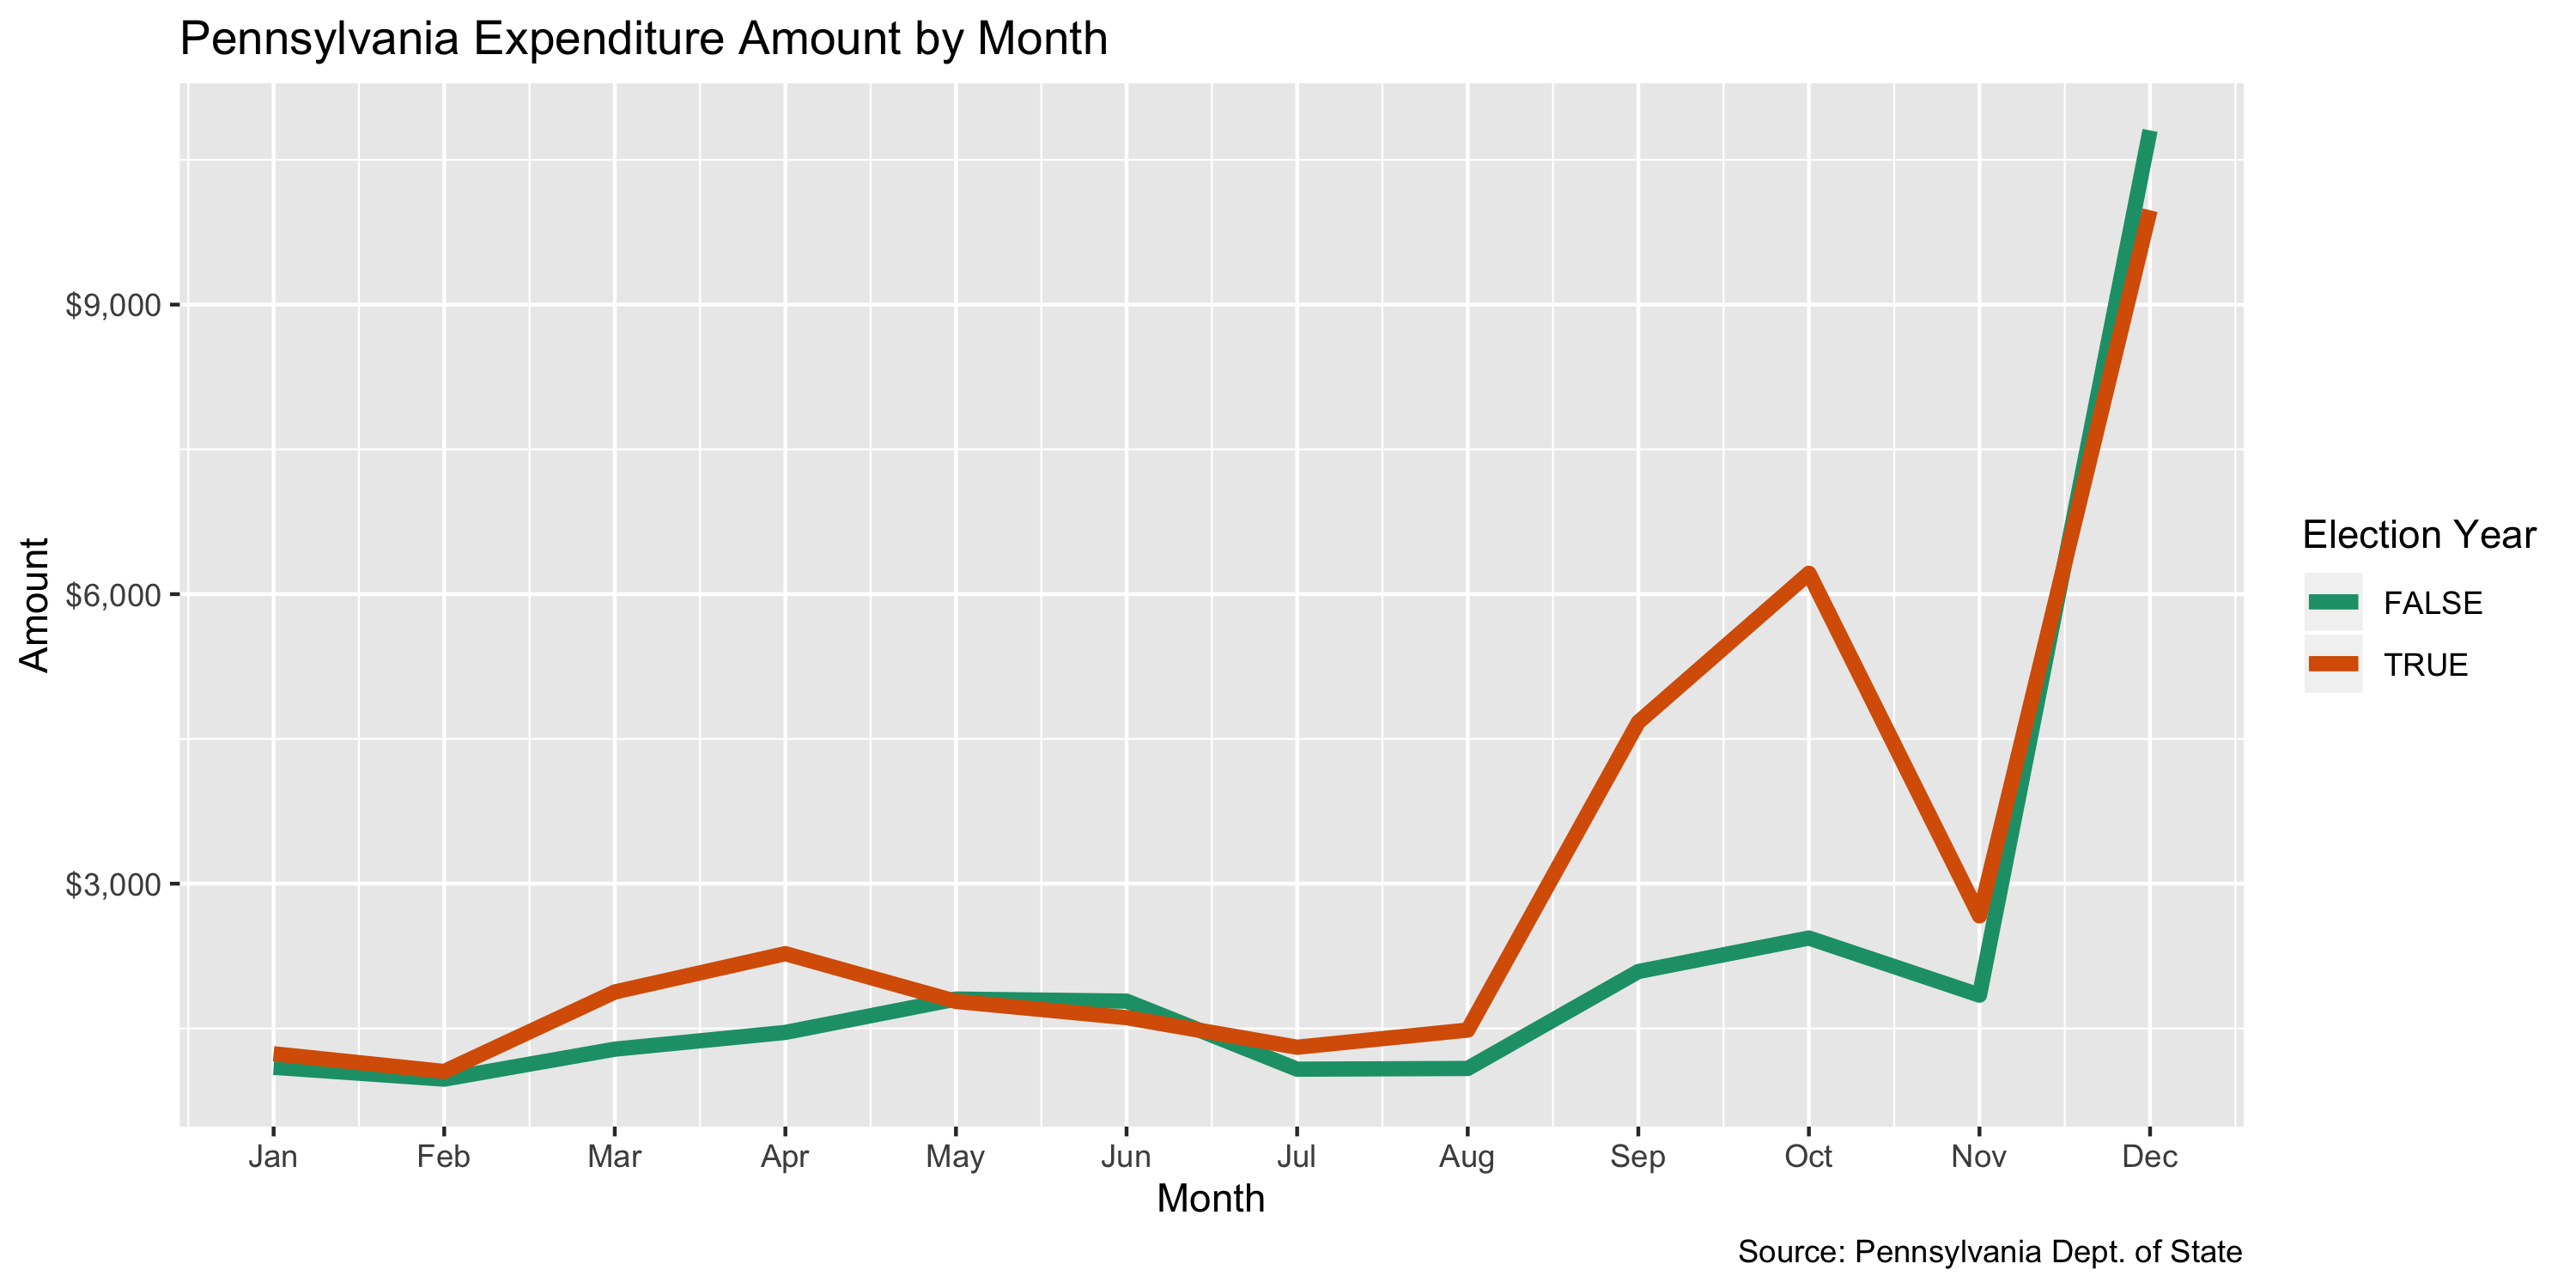 Pennsylvania Expenditure Amount by Month
Amount
$9,000
$6,000
$3,000
Jan Feb Mar Apr May Jun Jul Aug Sep Oct Nov Dec
Month
Election Year
FALSE
TRUE
Source: Pennsylvania Dept. of State